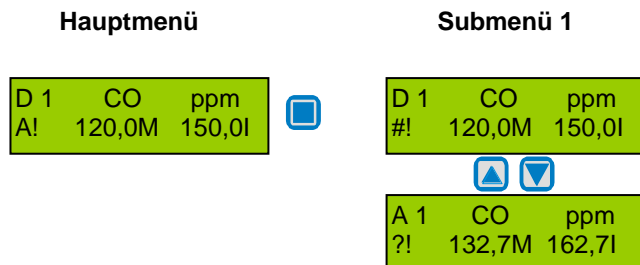 Hauptmenü
Submenü 1
D 1 CO ppm
A! 120,0M 150,0I
D 1 CO ppm
#! 120,0M 150,0I
A 1 CO ppm
?! 132,7M 162,7I